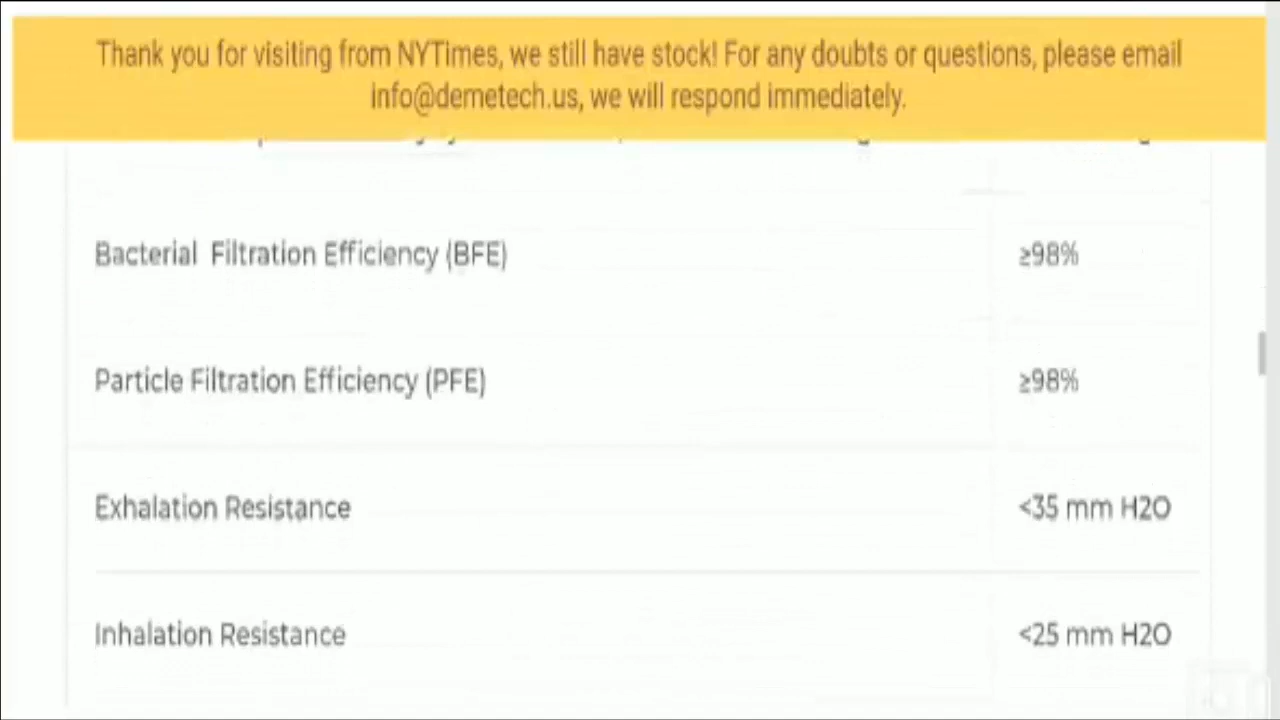 Thank you for visiting from NYTimes, we still have stock! For any doubts or questions, please email
info@demetech.us, we will respond immediately.
Bacterial Filtration Efficiency (BFE) ≥98%
Particle Filtration Efficiency (PFE) ≥98%
Exhalation Resistance <35 mm H2O
Inhalation Resistance <25 mm H2O